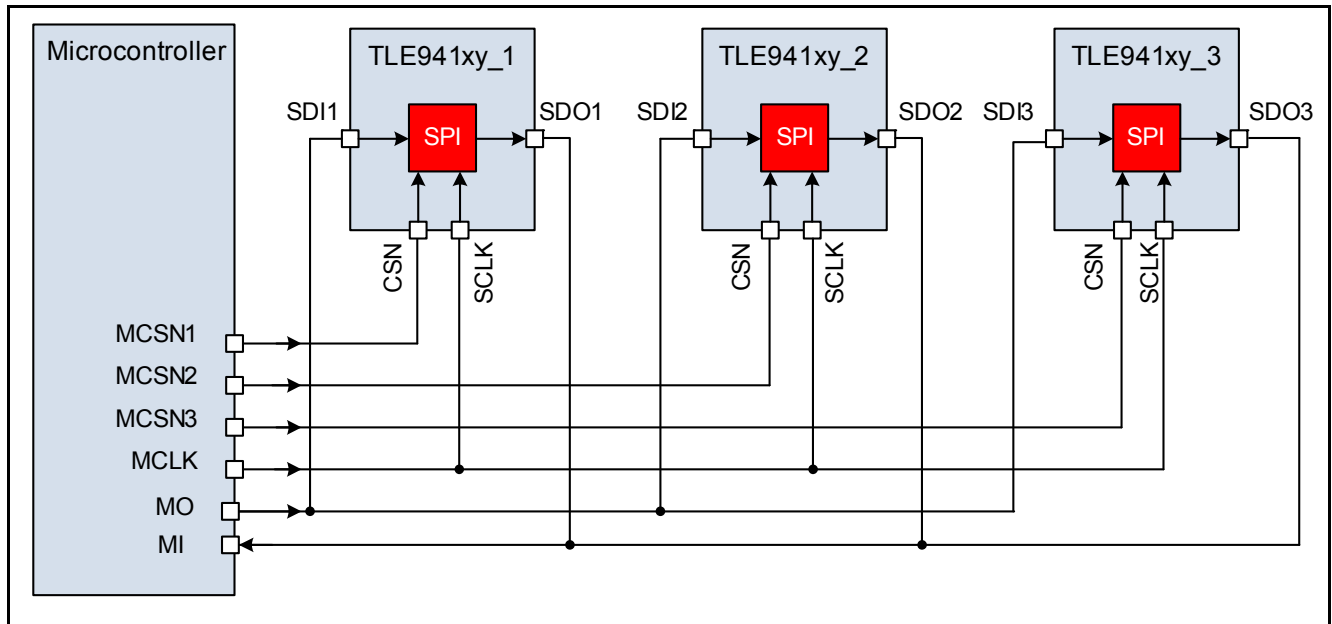 Microcontroller
TLE941xy_1
TLE941xy_2
TLE941xy_3
SDI1
SDO1
SDI2
SDO2
SDI3
SDO3
SPI
SPI
SPI
CSN
SCLK
CSN
SCLK
CSN
SCLK
MCSN1
MCSN2
MCSN3
MCLK
MO
MI